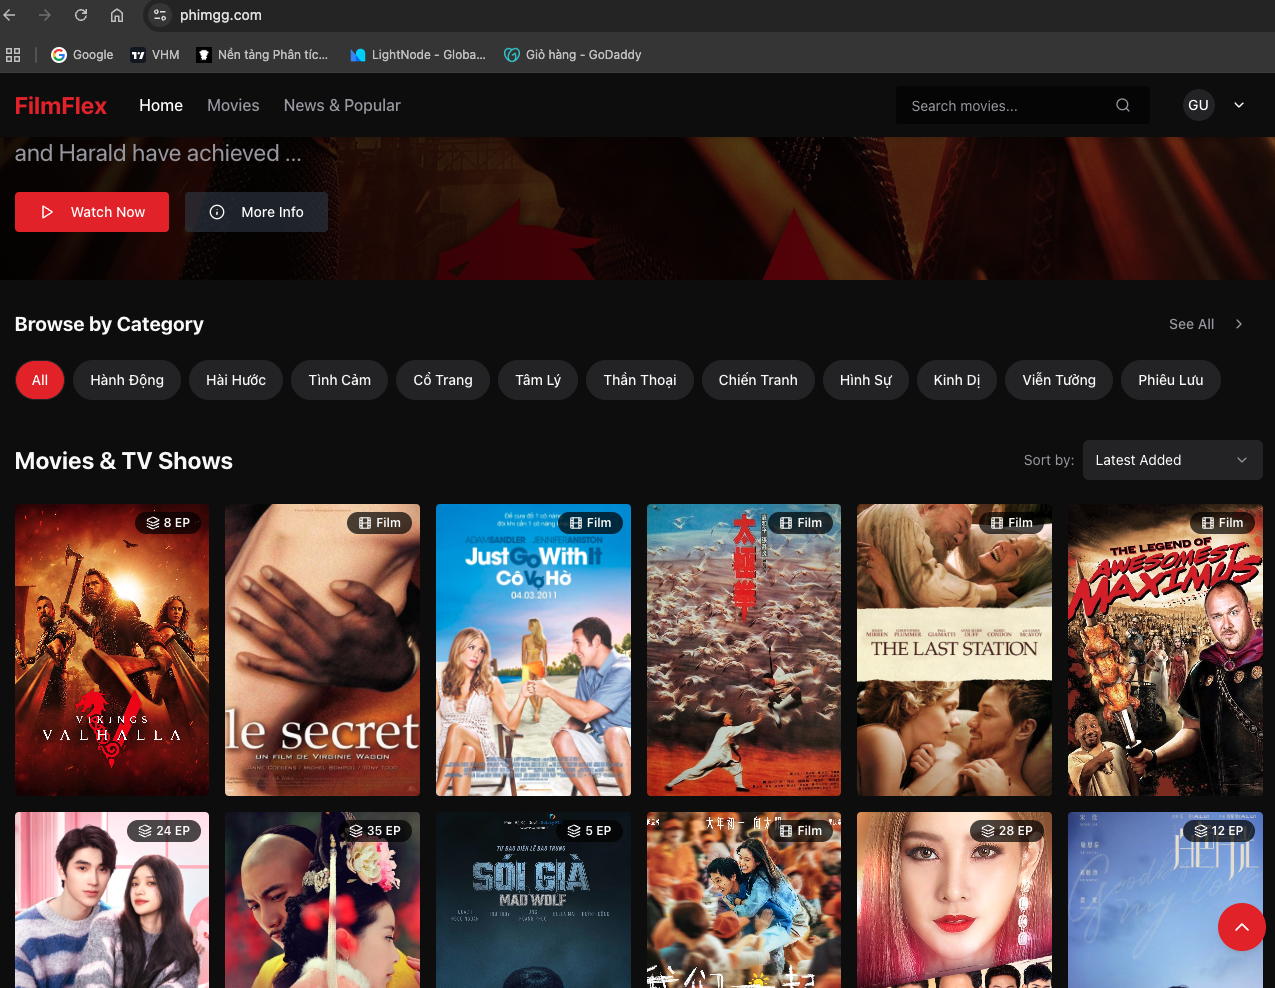 phimgg.com
Google
VHM
Nền tảng Phân tíc...
LightNode - Globa...
Giỏ hàng - GoDaddy
FilmFlex
Home
Movies
News & Popular
Search movies...
GU
and Harald have achieved ...
Watch Now
More Info
Browse by Category
See All
All
Hành Động
Hài Hước
Tình Cảm
Cổ Trang
Tâm Lý
Thần Thoại
Chiến Tranh
Hình Sự
Kinh Dị
Viễn Tưởng
Phiêu Lưu
Movies & TV Shows
Sort by:
Latest Added
8 EP
VIKINGS
VALHALLA
Film
le secret
UN FILM DE VIRGINIE WAGON
Film
ADAM SANDLER JENNIFER ANISTON
Just Go With It
Cô Vợ Hờ
04.03.2011
Film
太極拳
Film
THE LAST STATION
Film
THE LEGEND OF
AWESOMEST
MAXIMUS
24 EP
35 EP
5 EP
TỪ ĐẠO DIỄN LÊ BẢO TRUNG
SÓI GIÀ
MAD WOLF
Film
28 EP
12 EP